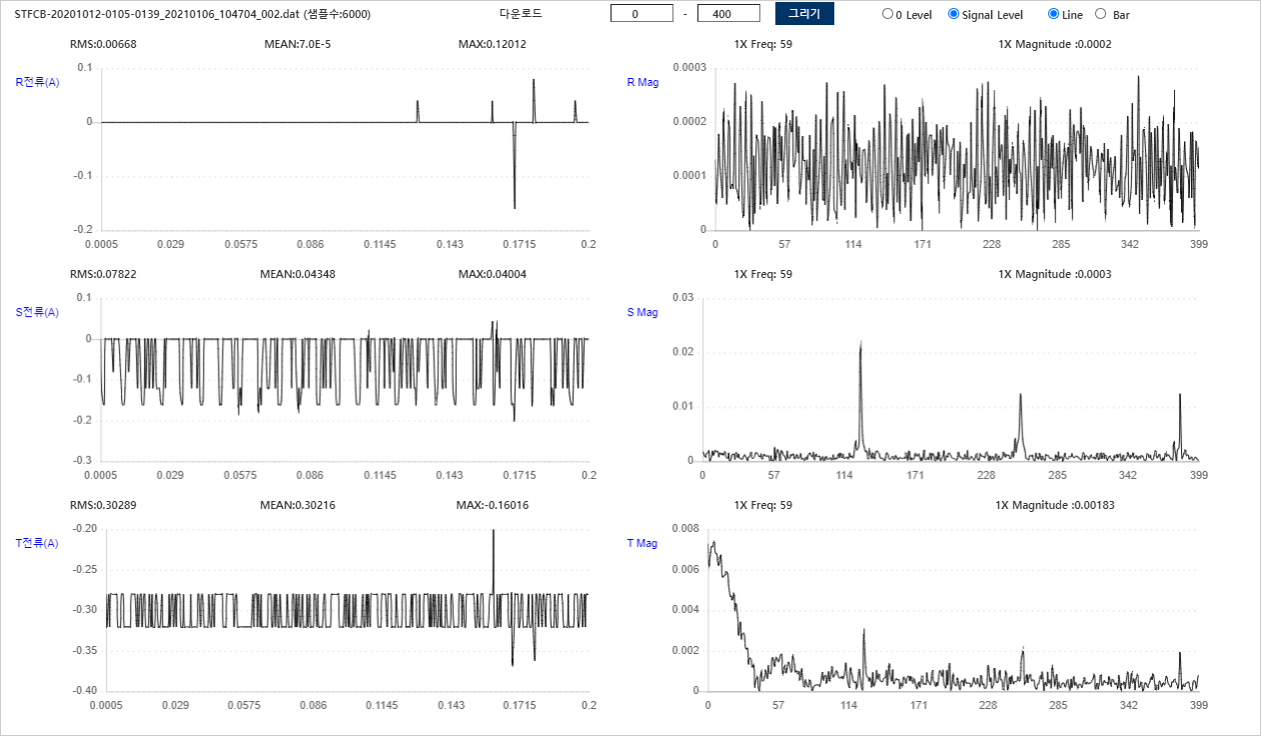 STFCB-20201012-0105-0139_20210106_104704_002.dat (샘플수:6000) 다운로드 0 - 400 그리기 0 Level Signal Level Line Bar
RMS:0.00668 MEAN:7.0E-5 MAX:0.12012
R전류(A)
0.1
0
-0.1
-0.2
0.0005 0.029 0.0575 0.086 0.1145 0.143 0.1715 0.2
1X Freq: 59 1X Magnitude :0.0002
R Mag
0.0003
0.0002
0.0001
0
0 57 114 171 228 285 342 399
RMS:0.07822 MEAN:0.04348 MAX:0.04004
S전류(A)
0.1
0
-0.1
-0.2
-0.3
0.0005 0.029 0.0575 0.086 0.1145 0.143 0.1715 0.2
1X Freq: 59 1X Magnitude :0.0003
S Mag
0.03
0.02
0.01
0
0 57 114 171 228 285 342 399
RMS:0.30289 MEAN:0.30216 MAX:-0.16016
T전류(A)
-0.20
-0.25
-0.30
-0.35
-0.40
0.0005 0.029 0.0575 0.086 0.1145 0.143 0.1715 0.2
1X Freq: 59 1X Magnitude :0.00183
T Mag
0.008
0.006
0.004
0.002
0
0 57 114 171 228 285 342 399